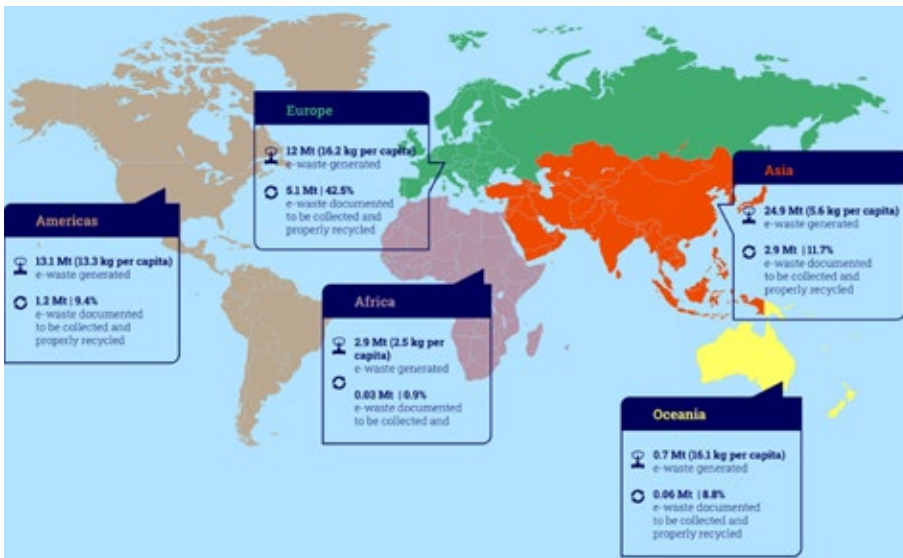 Europe
12 Mt (16.2 kg per capita)
e-waste generated
5.1 Mt | 42.5%
e-waste documented
to be collected and
properly recycled
Asia
24.9 Mt (5.6 kg per capita)
e-waste generated
2.9 Mt | 11.7%
e-waste documented
to be collected and
properly recycled
Americas
13.1 Mt (13.3 kg per capita)
e-waste generated
1.2 Mt | 9.4%
e-waste documented
to be collected and
properly recycled
Africa
2.9 Mt (2.5 kg per
capita)
e-waste generated
0.03 Mt | 0.9%
e-waste documented
to be collected and
Oceania
0.7 Mt (16.1 kg per capita)
e-waste generated
0.06 Mt | 8.8%
e-waste documented
to be collected and
properly recycled